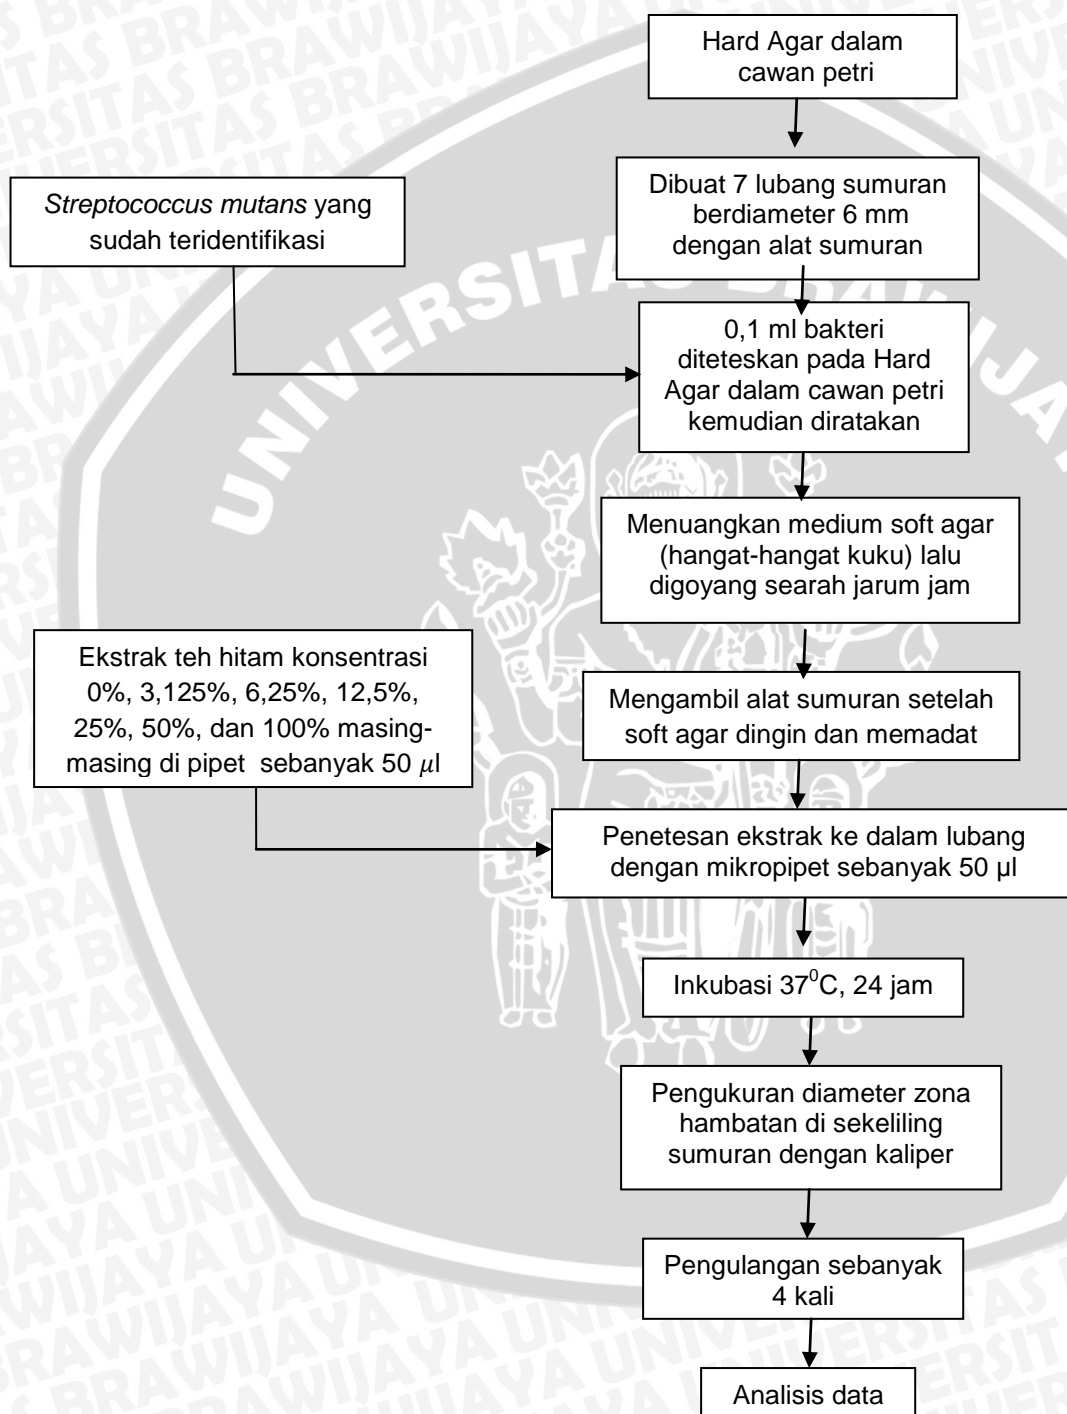 Hard Agar dalam
cawan petri
Dibuat 7 lubang sumuran
berdiameter 6 mm
dengan alat sumuran
Streptococcus mutans yang
sudah teridentifikasi
0,1 ml bakteri
diteteskan pada Hard
Agar dalam cawan petri
kemudian diratakan
Menuangkan medium soft agar
(hangat-hangat kuku) lalu
digoyang searah jarum jam
Mengambil alat sumuran setelah
soft agar dingin dan memadat
Ekstrak teh hitam konsentrasi
0%, 3,125%, 6,25%, 12,5%,
25%, 50%, dan 100% masing-
masing di pipet sebanyak 50 μl
Penetesan ekstrak ke dalam lubang
dengan mikropipet sebanyak 50 μl
Inkubasi 37⁰C, 24 jam
Pengukuran diameter zona
hambatan di sekeliling
sumuran dengan kaliper
Pengulangan sebanyak
4 kali
Analisis data
UNIVERSITAS BRAWIJAYA